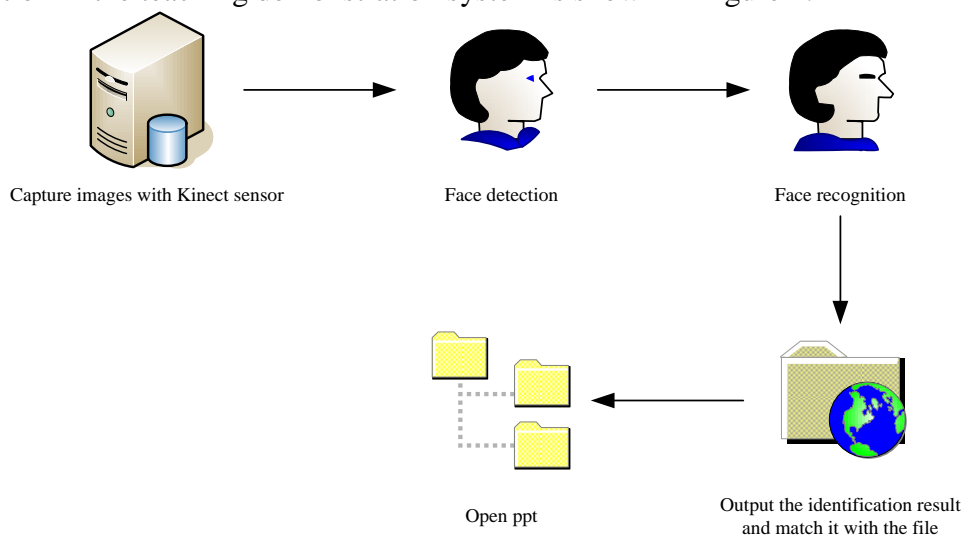 Capture images with Kinect sensor
Face detection
Face recognition
Open ppt
Output the identification result
and match it with the file